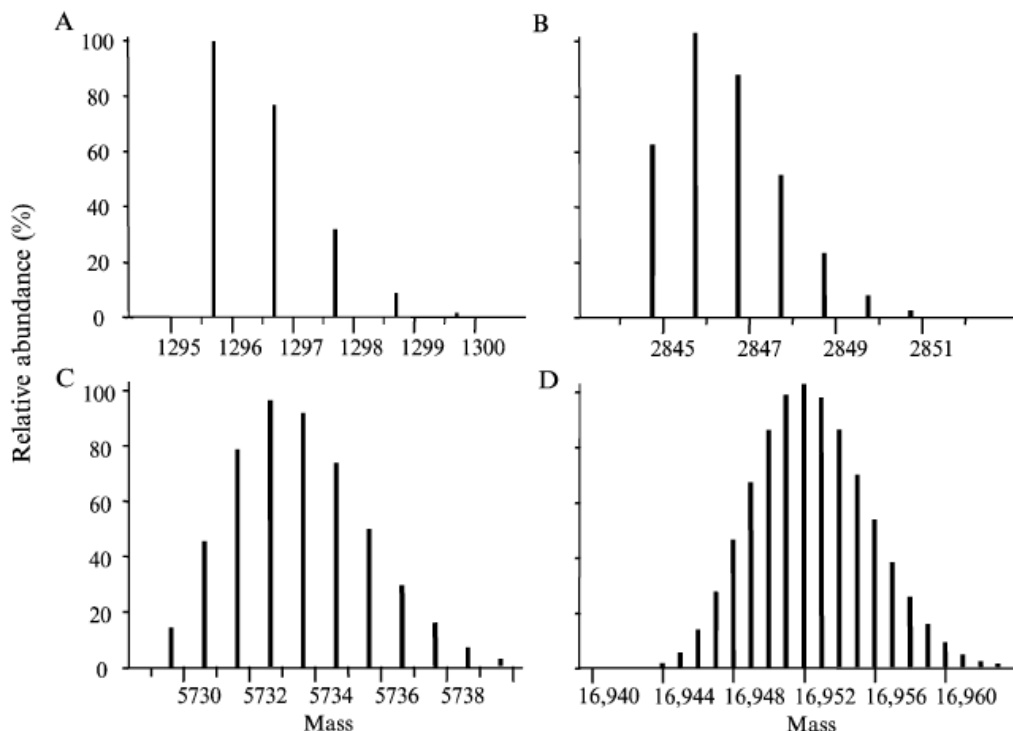 A
B
Relative abundance (%)
100
80
60
40
20
0
1295 1296 1297 1298 1299 1300
2845 2847 2849 2851
C
D
100
80
60
40
20
0
5730 5732 5734 5736 5738
Mass
16,940 16,944 16,948 16,952 16,956 16,960
Mass